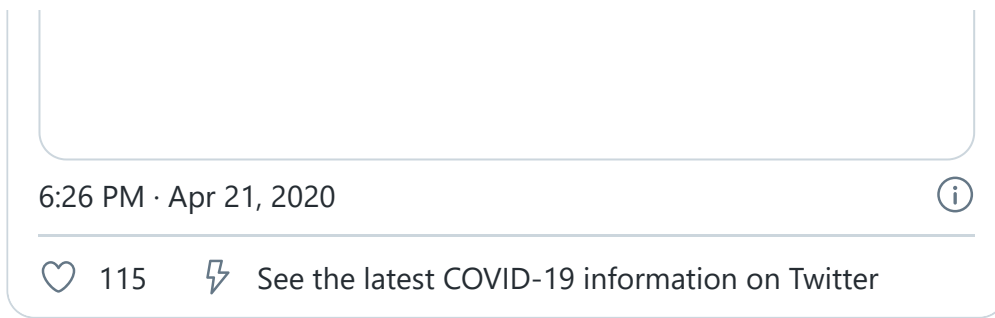 6:26 PM · Apr 21, 2020
115 See the latest COVID-19 information on Twitter